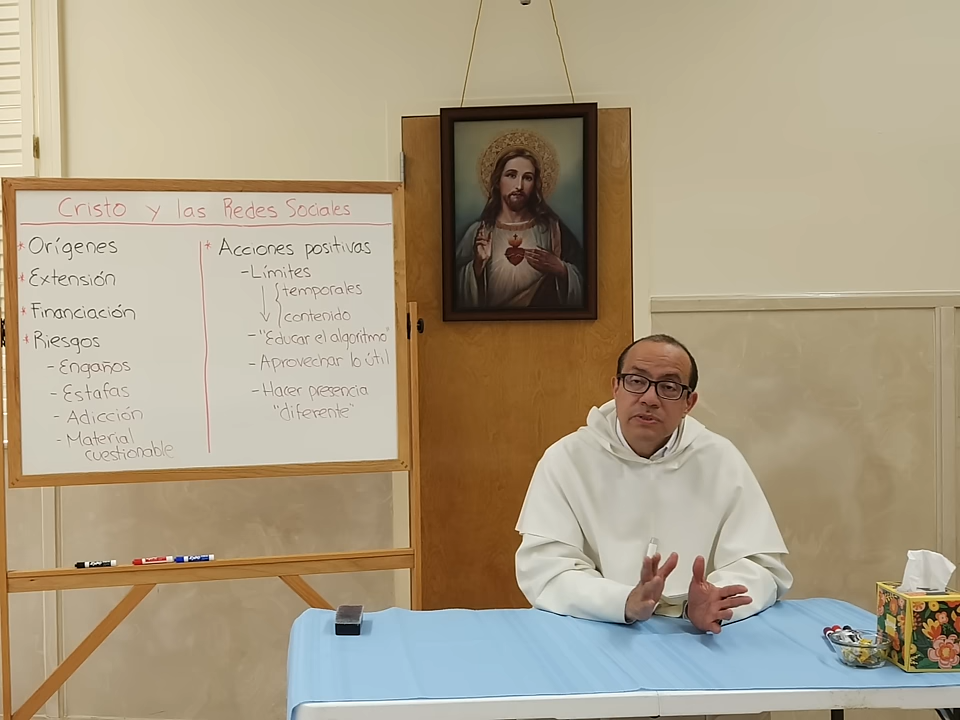 Cristo y las Redes Sociales
* Orígenes
* Extensión
* Financiación
* Riesgos
- Engaños
- Estafas
- Adicción
- Material
cuestionable
* Acciones positivas
- Límites
temporales
contenido
- "Educar el algoritmo"
- Aprovechar lo útil
- Hacer presencia
"diferente"